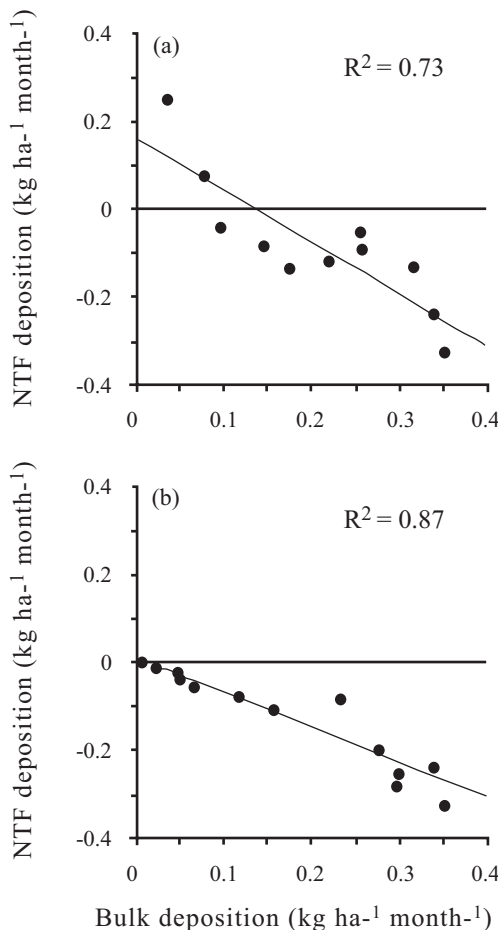 0.4
(a)
R² = 0.73
0.2
0
-0.2
-0.4
0
0.1
0.2
0.3
0.4
NTF deposition (kg ha-¹ month-¹)
0.4
(b)
R² = 0.87
0.2
0
-0.2
-0.4
0
0.1
0.2
0.3
0.4
NTF deposition (kg ha-¹ month-¹)
Bulk deposition (kg ha-¹ month-¹)